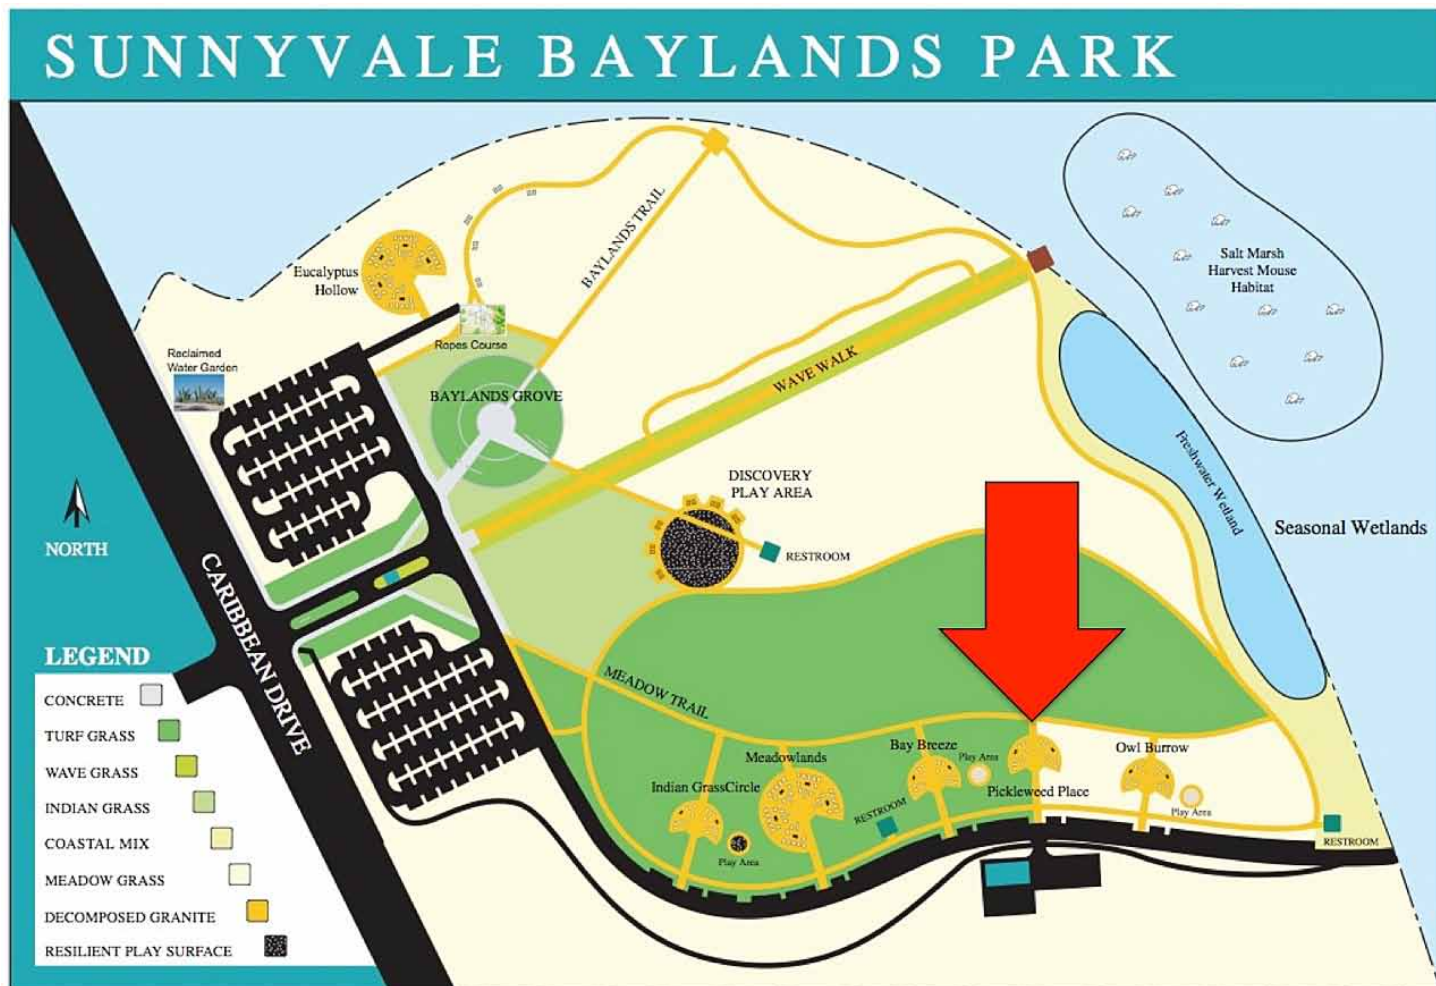 SUNNYVALE BAYLANDS PARK
Eucalyptus
Hollow
BAYLANDS TRAIL
Salt Marsh
Harvest Mouse
Habitat
Reclaimed
Water Garden
Ropes Course
BAYLANDS GROVE
WAVE WALK
Freshwater Wetland
Seasonal Wetlands
DISCOVERY
PLAY AREA
RESTROOM
NORTH
CARIBBEAN DRIVE
MEADOW TRAIL
Meadowlands
Bay Breeze
Play Area
Owl Burrow
Indian GrassCircle
Pickleweed Place
Play Area
RESTROOM
Play Area
RESTROOM
LEGEND
CONCRETE
TURF GRASS
WAVE GRASS
INDIAN GRASS
COASTAL MIX
MEADOW GRASS
DECOMPOSED GRANITE
RESILIENT PLAY SURFACE